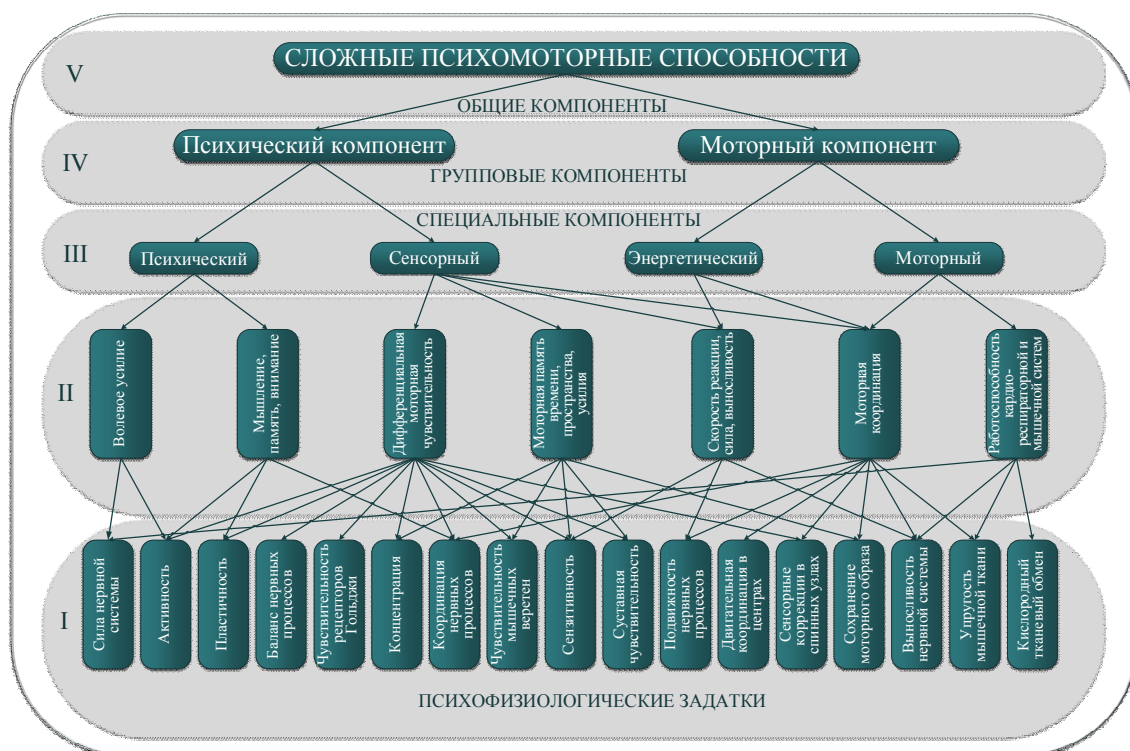 V
СЛОЖНЫЕ ПСИХОМОТОРНЫЕ СПОСОБНОСТИ
ОБЩИЕ КОМПОНЕНТЫ
IV
Психический компонент
Моторный компонент
ГРУППОВЫЕ КОМПОНЕНТЫ
СПЕЦИАЛЬНЫЕ КОМПОНЕНТЫ
III
Психический
Сенсорный
Энергетический
Моторный
II
Волевое усилие
Мышление,
память, внимание
Дифференциальная
моторная
чувствительность
Моторная память
времени,
пространства,
усилия
Скорость реакции,
сила, выносливость
Моторная
координация
Работоспособность
кардио-
респираторной и
мышечной систем
I
Сила нервной
системы
Активность
Пластичность
Баланс нервных
процессов
Чувствительность
рецепторов
Гольджи
Концентрация
Координация
нервных
процессов
Чувствительность
мышечных
веретен
Сензитивность
Суставная
чувствительность
Подвижность
нервных
процессов
Двигательная
координация в
центрах
Сенсорные
коррекции в
спинных узлах
Сохранение
моторного образа
Выносливость
нервной системы
Упругость
мышечной ткани
Кислородный
тканевый обмен
ПСИХОФИЗИОЛОГИЧЕСКИЕ ЗАДАТКИ